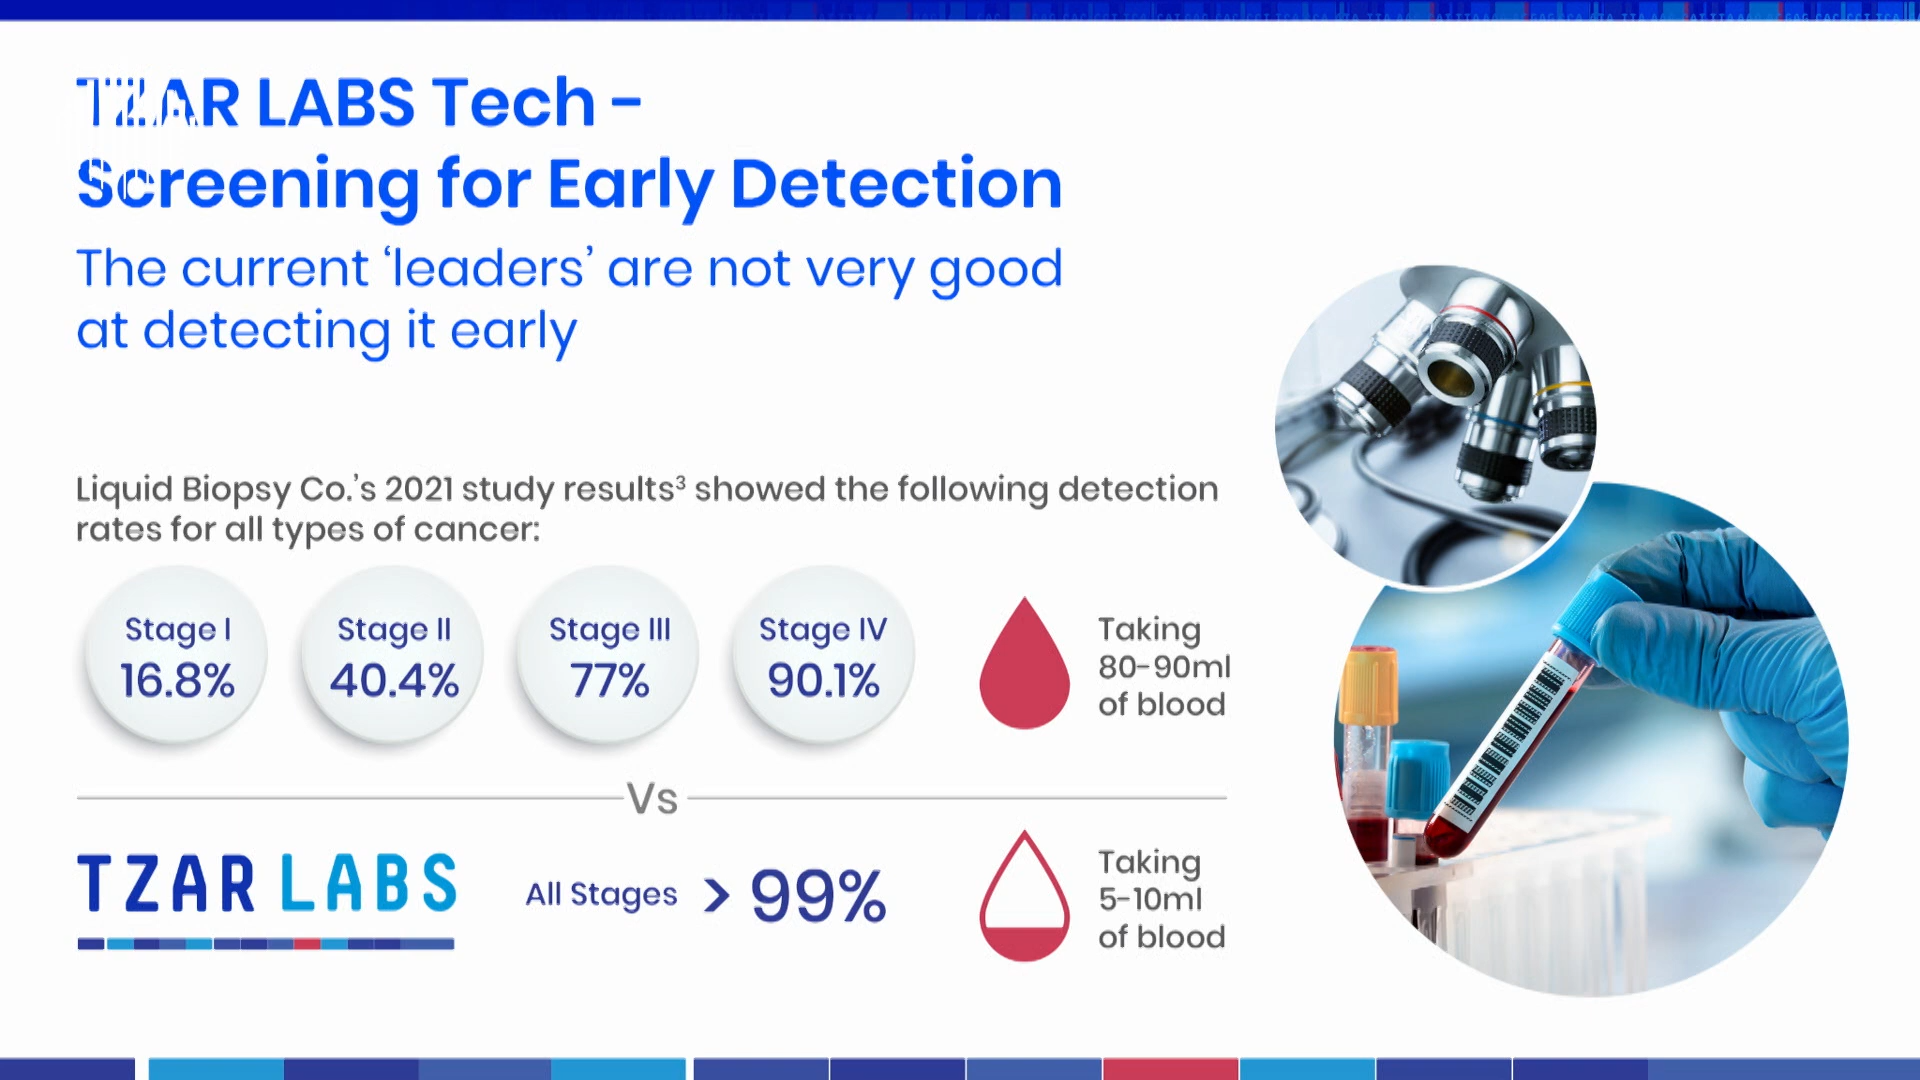 TZAR LABS Tech -
Screening for Early Detection
The current ‘leaders’ are not very good
at detecting it early
Liquid Biopsy Co.’s 2021 study results³ showed the following detection
rates for all types of cancer:
Stage I
16.8%
Stage II
40.4%
Stage III
77%
Stage IV
90.1%
Taking
80-90ml
of blood
Vs
TZAR LABS
All Stages > 99%
Taking
5-10ml
of blood